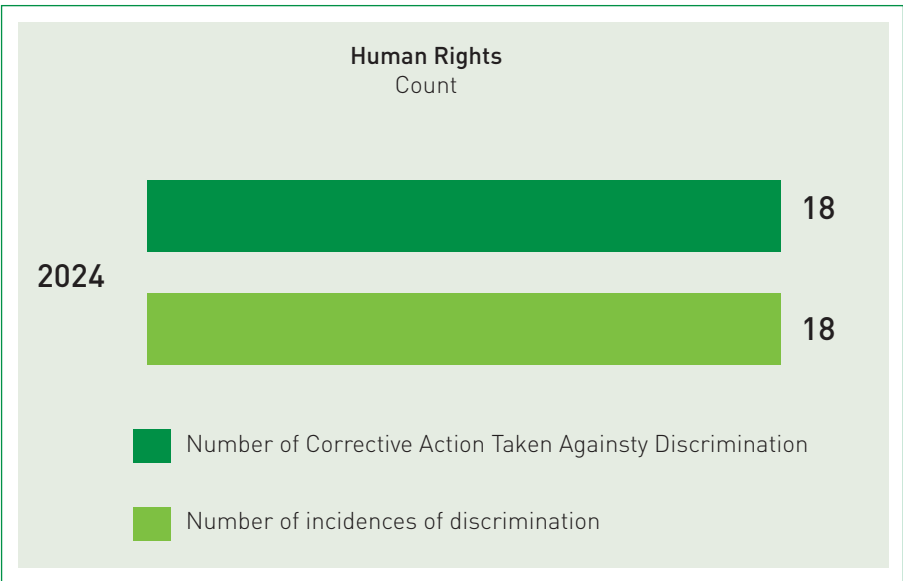 Human Rights
Count
18
2024
18
Number of Corrective Action Taken Againsty Discrimination
Number of incidences of discrimination